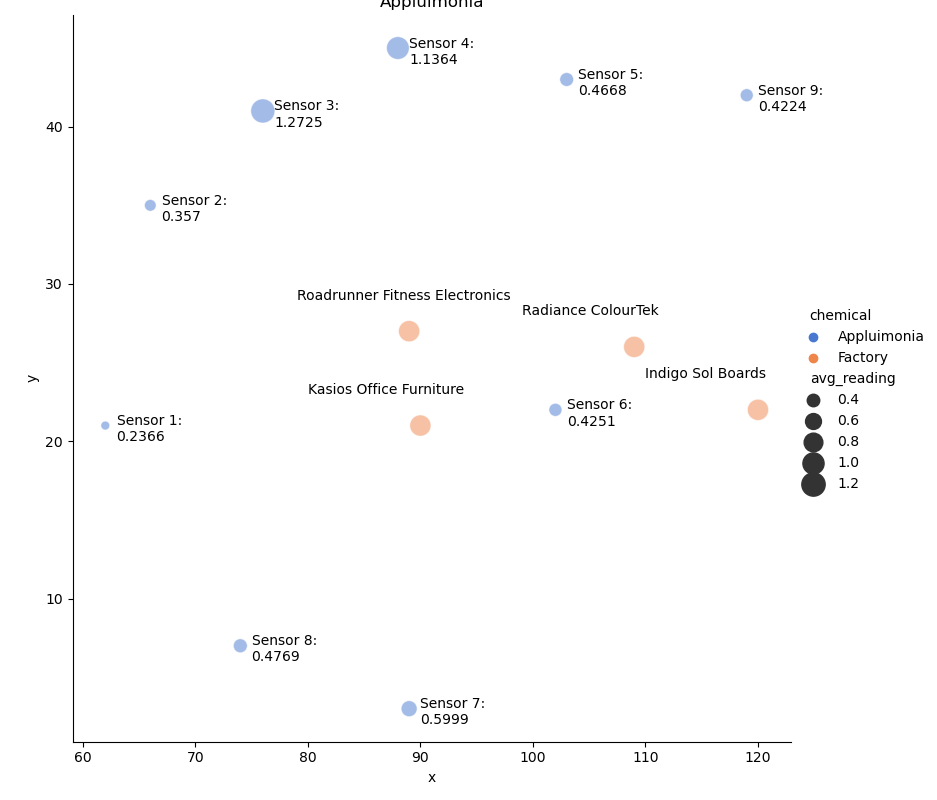 Appluimonia
Sensor 4:
1.1364
Sensor 5:
0.4668
Sensor 9:
0.4224
Sensor 3:
1.2725
40
Sensor 2:
0.357
30
Roadrunner Fitness Electronics
Radiance ColourTek
chemical
Appluimonia
Factory
avg_reading
0.4
0.6
0.8
1.0
1.2
y
Indigo Sol Boards
Kasios Office Furniture
Sensor 6:
0.4251
Sensor 1:
0.2366
20
10
Sensor 8:
0.4769
Sensor 7:
0.5999
60 70 80 90 100 110 120
x